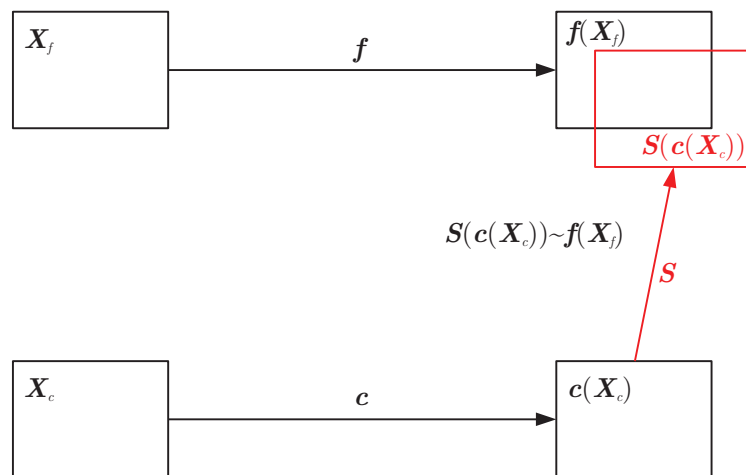 X_f
f
f(X_f)
S(c(X_c))
S(c(X_c))~f(X_f)
S
X_c
c
c(X_c)